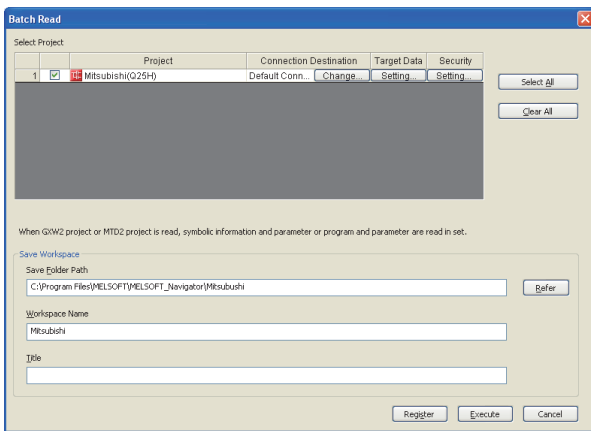 Batch Read
Select Project
Project Connection Destination Target Data Security
1 Mitsubishi(Q25H) Default Conn... Change... Setting... Setting...
Select All
Clear All
When GXW2 project or MTD2 project is read, symbolic information and parameter or program and parameter are read in set.
Save Workspace
Save Folder Path
C:\Program Files\MELSOFT\MELSOFT_Navigator\Mitsubushi
Refer
Workspace Name
Mitsubishi
Title
Register Execute Cancel